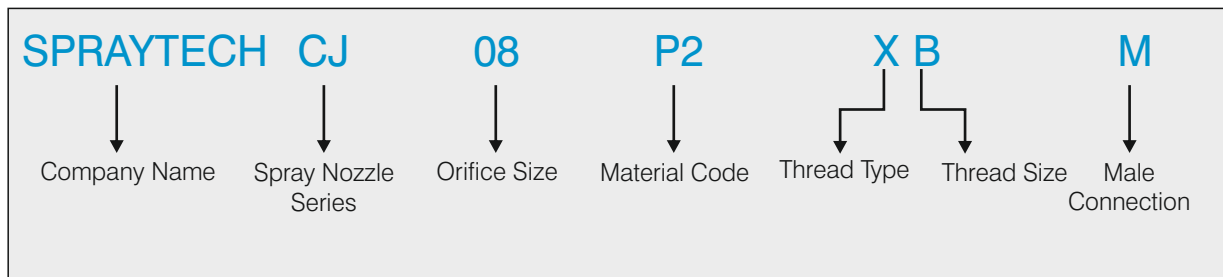 SPRAYTECH CJ 08 P2 X B M
Company Name Spray Nozzle Series Orifice Size Material Code Thread Type Thread Size Male Connection